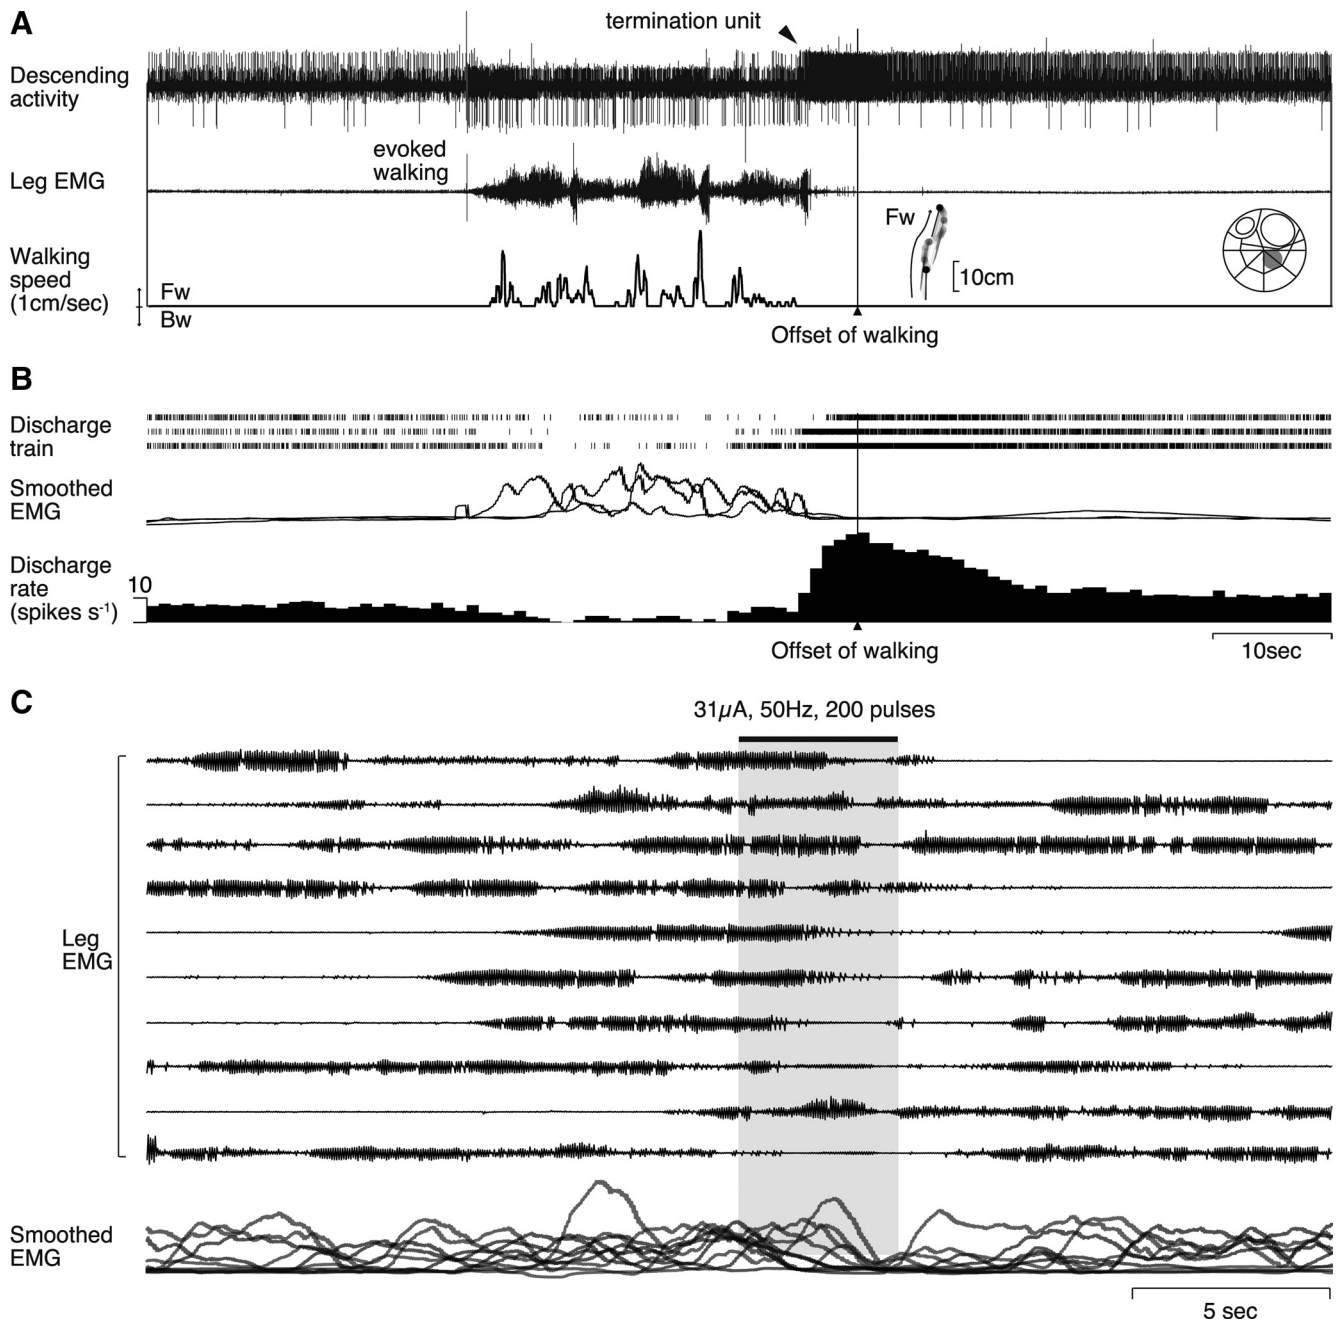 A
termination unit
Descending
activity
evoked
walking
Leg EMG
Walking
speed
(1cm/sec)
Fw
Bw
Fw
10cm
Offset of walking
B
Discharge
train
Smoothed
EMG
Discharge
rate
(spikes s-1)
10
Offset of walking
10sec
C
31µA, 50Hz, 200 pulses
Leg
EMG
Smoothed
EMG
5 sec